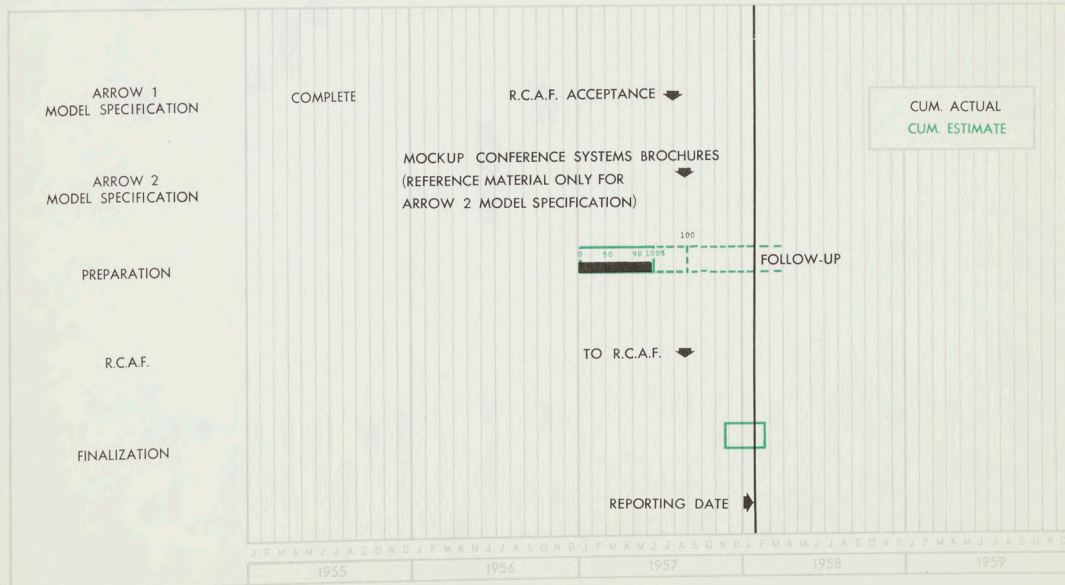 ARROW 1
MODEL SPECIFICATION
COMPLETE
R.C.A.F. ACCEPTANCE
CUM. ACTUAL
CUM. ESTIMATE
ARROW 2
MODEL SPECIFICATION
MOCKUP CONFERENCE SYSTEMS BROCHURES
(REFERENCE MATERIAL ONLY FOR
ARROW 2 MODEL SPECIFICATION)
PREPARATION
100
0 50 90 100%
FOLLOW-UP
R.C.A.F.
TO R.C.A.F.
FINALIZATION
REPORTING DATE
J F M A M J J A S O N D J F M A M J J A S O N D J F M A M J J A S O N D J F M A M J J A S O N D J F M A M J J A S O N D
1955 1956 1957 1958 1959